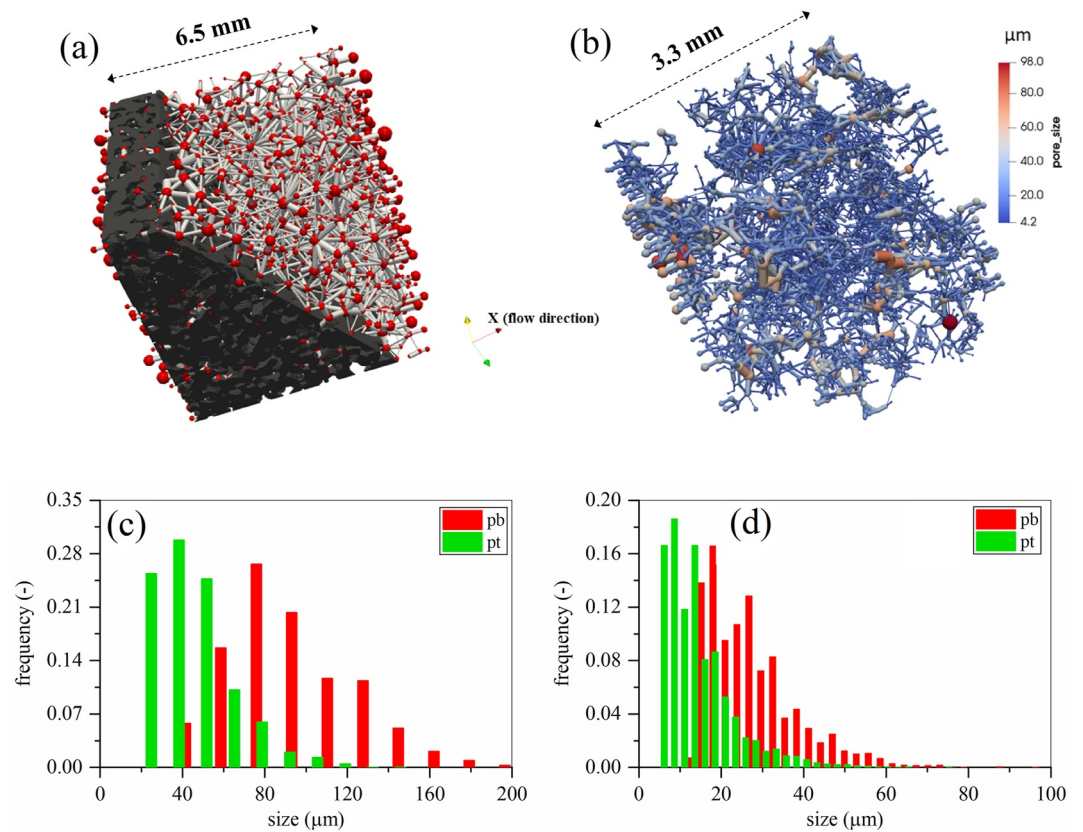 (a)
6.5 mm
X (flow direction)
(b)
3.3 mm
µm
98.0
80.0
60.0
40.0
20.0
4.2
pore_size
(c)
pb
pt
0.35
0.28
0.21
0.14
0.07
0.00
frequency (-)
0 40 80 120 160 200
size (µm)
(d)
pb
pt
0.20
0.16
0.12
0.08
0.04
0.00
frequency (-)
0 20 40 60 80 100
size (µm)